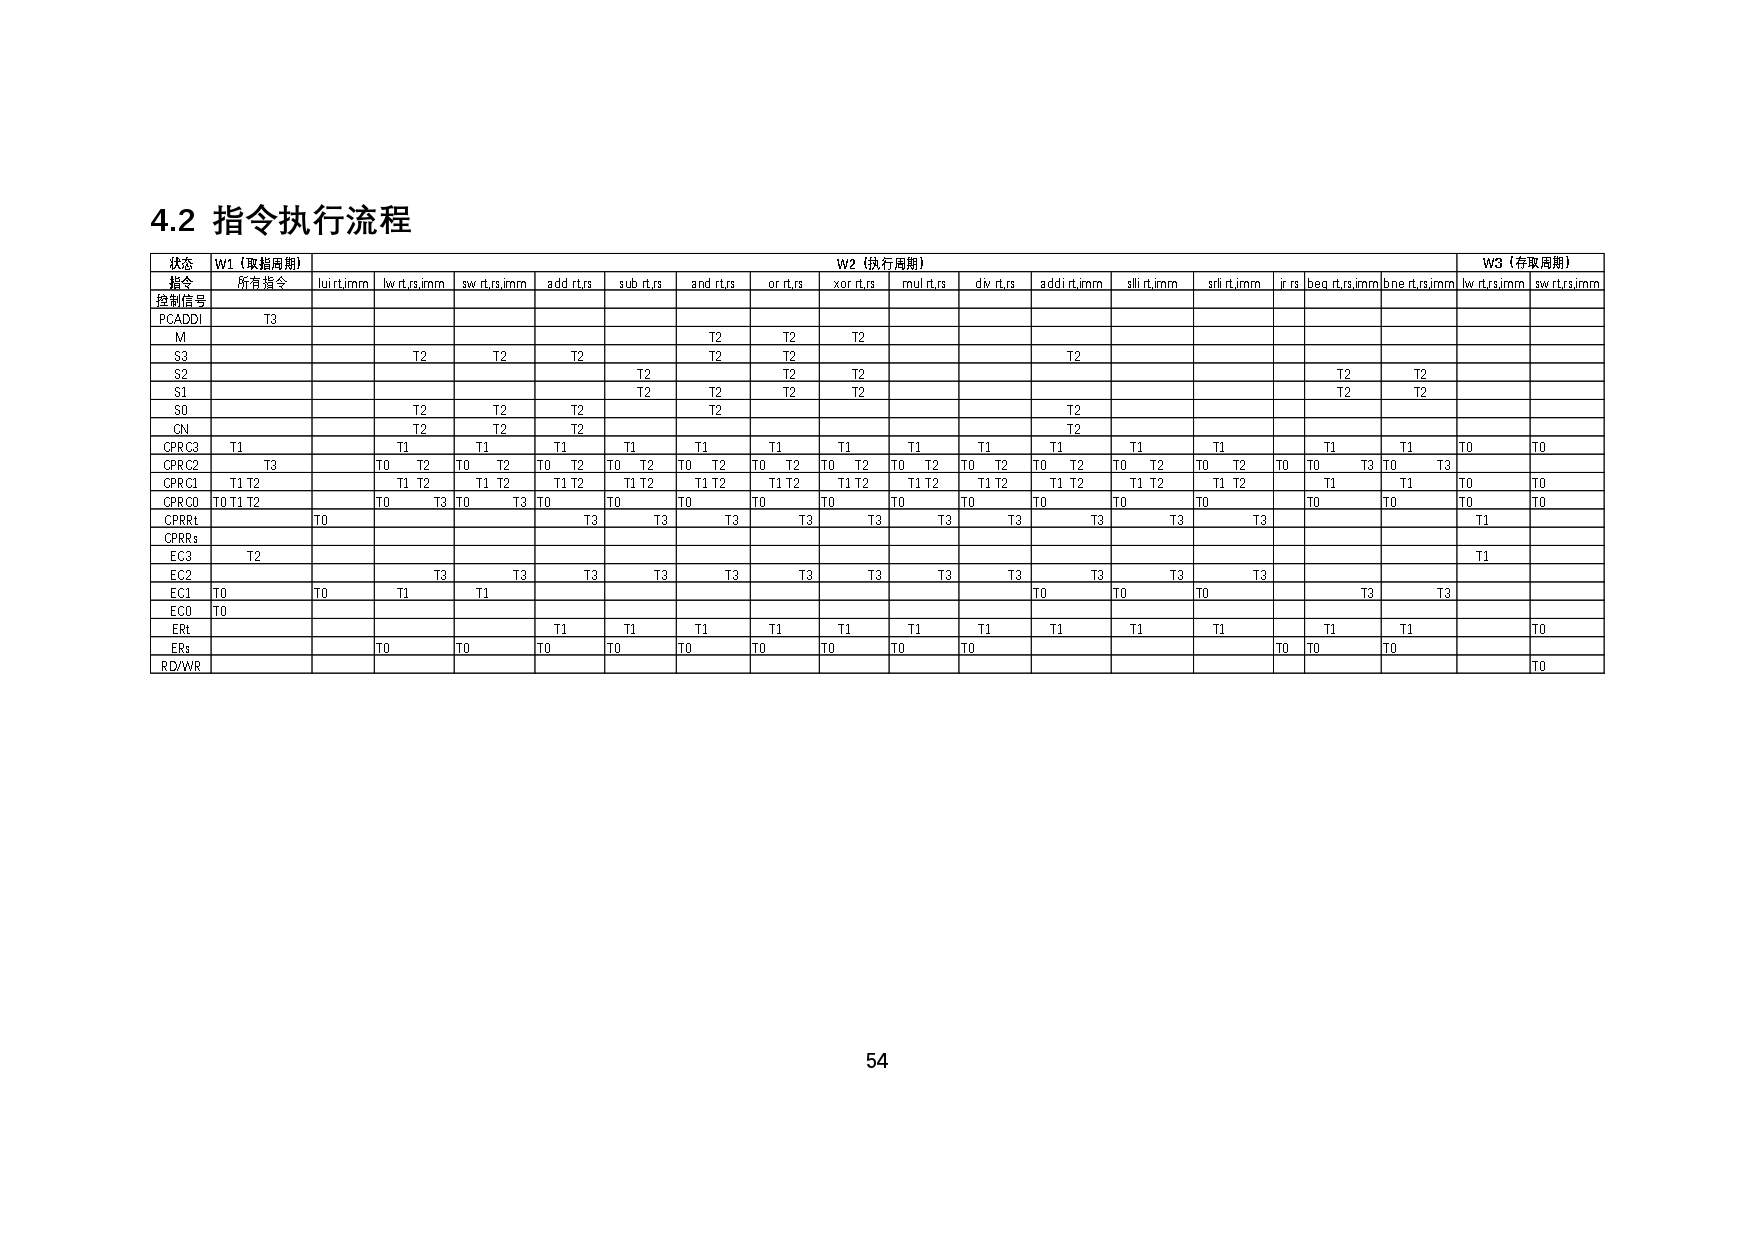 4.2 指令执行流程
状态 W1（取指周期） W2（执行周期） W3（存取周期）
指令 所有指令 lui rt,imm lw rt,rs,imm sw rt,rs,imm add rt,rs sub rt,rs and rt,rs or rt,rs xor rt,rs mul rt,rs div rt,rs addi rt,imm slli rt,imm srli rt,imm jr rs beq rt,rs,imm bne rt,rs,imm lw rt,rs,imm sw rt,rs,imm
控制信号
PCADDI T3
M T2 T2 T2
S3 T2 T2 T2 T2 T2 T2
S2 T2 T2 T2 T2 T2
S1 T2 T2 T2 T2 T2 T2
S0 T2 T2 T2 T2 T2
CN T2 T2 T2 T2
CPRC3 T1 T1 T1 T1 T1 T1 T1 T1 T1 T1 T1 T1 T1 T1 T1 T0 T0
CPRC2 T3 T0 T2 T0 T2 T0 T2 T0 T2 T0 T2 T0 T2 T0 T2 T0 T2 T0 T2 T0 T2 T0 T2 T0 T2 T0 T0 T3 T0 T3
CPRC1 T1 T2 T1 T2 T1 T2 T1 T2 T1 T2 T1 T2 T1 T2 T1 T2 T1 T2 T1 T2 T1 T2 T1 T2 T1 T2 T1 T1 T0 T0
CPRC0 T0 T1 T2 T0 T3 T0 T3 T0 T0 T0 T0 T0 T0 T0 T0 T0 T0 T0 T0 T0 T0
CPRRt T0 T3 T3 T3 T3 T3 T3 T3 T3 T3 T3 T1
CPRRs
EC3 T2 T1
EC2 T3 T3 T3 T3 T3 T3 T3 T3 T3 T3 T3 T3
EC1 T0 T0 T1 T1 T0 T0 T0 T3 T3
EC0 T0
ERt T1 T1 T1 T1 T1 T1 T1 T1 T1 T1 T1 T1 T0
ERs T0 T0 T0 T0 T0 T0 T0 T0 T0 T0 T0 T0
RD/WR T0
54